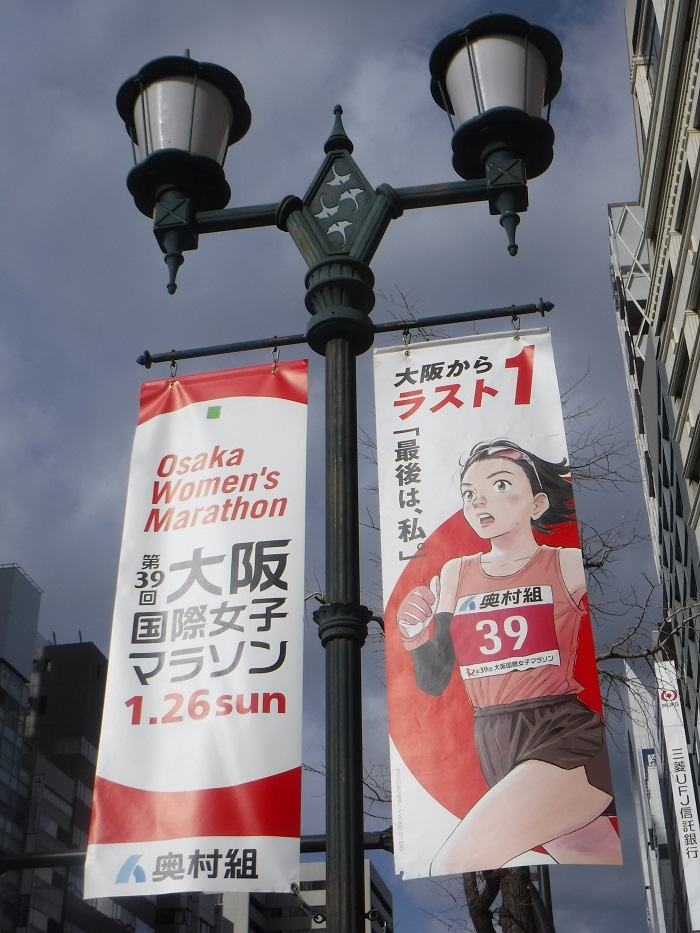 Osaka
Women's
Marathon
第39回
大阪
国際女子
マラソン
1.26sun
奥村組
大阪から
ラスト1
「最後は、私。」
奥村組
39
第39回大阪国際女子マラソン
MUFG
三菱UFJ信託銀行